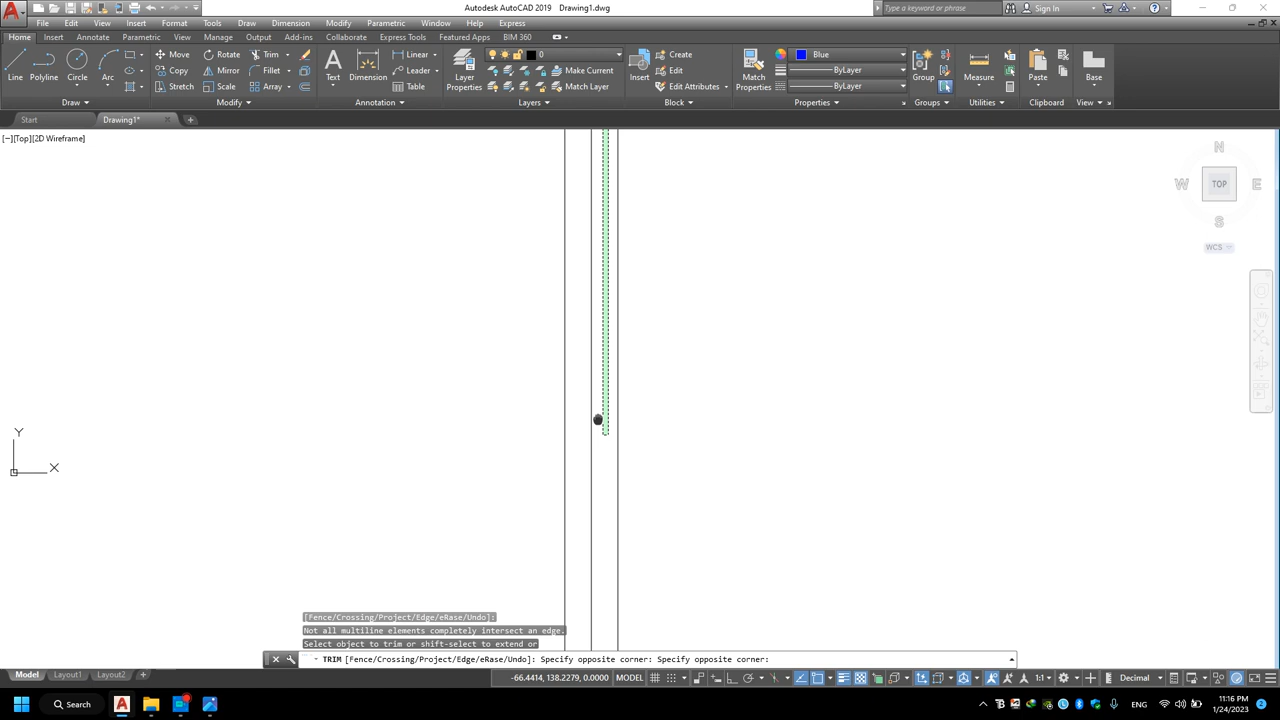 Autodesk AutoCAD 2019 Drawing1.dwg
Type a keyword or phrase
Sign In
File Edit View Insert Format Tools Draw Dimension Modify Parametric Window Help Express
Home Insert Annotate Parametric View Manage Output Add-ins Collaborate Express Tools Featured Apps BIM 360
Line Polyline Circle Arc
Move Rotate Trim
Copy Mirror Fillet
Stretch Scale Array
Text Dimension
Linear
Leader
Table
Layer Properties
0
Make Current
Match Layer
Insert
Create
Edit
Edit Attributes
Match Properties
Blue
ByLayer
ByLayer
Group
Measure
Paste
Base
Draw Modify Annotation Layers Block Properties Groups Utilities Clipboard View
Start Drawing1*
[−][Top][2D Wireframe]
N
W TOP E
S
WCS
Y
X
[Fence/Crossing/Project/Edge/eRase/Undo]:
Not all multiline elements completely intersect an edge.
Select object to trim or shift-select to extend or
TRIM [Fence/Crossing/Project/Edge/eRase/Undo]: Specify opposite corner: Specify opposite corner:
Model Layout1 Layout2 +
-66.4414, 138.2279, 0.0000 MODEL
1:1
Decimal
Search
ENG
11:16 PM
1/24/2023